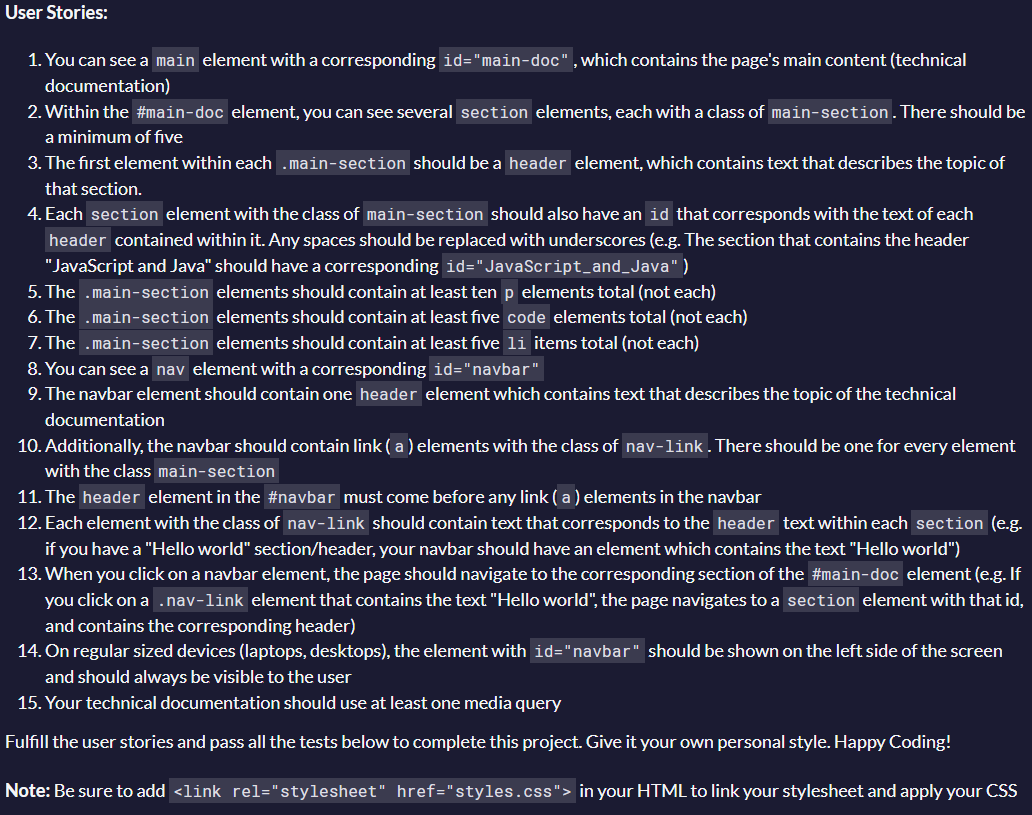 User Stories:
1. You can see a main element with a corresponding id="main-doc", which contains the page's main content (technical
documentation)
2. Within the #main-doc element, you can see several section elements, each with a class of main-section. There should be
a minimum of five
3. The first element within each .main-section should be a header element, which contains text that describes the topic of
that section.
4. Each section element with the class of main-section should also have an id that corresponds with the text of each
header contained within it. Any spaces should be replaced with underscores (e.g. The section that contains the header
"JavaScript and Java" should have a corresponding id="JavaScript_and_Java")
5. The .main-section elements should contain at least ten p elements total (not each)
6. The .main-section elements should contain at least five code elements total (not each)
7. The .main-section elements should contain at least five li items total (not each)
8. You can see a nav element with a corresponding id="navbar"
9. The navbar element should contain one header element which contains text that describes the topic of the technical
documentation
10. Additionally, the navbar should contain link (a) elements with the class of nav-link. There should be one for every element
with the class main-section
11. The header element in the #navbar must come before any link (a) elements in the navbar
12. Each element with the class of nav-link should contain text that corresponds to the header text within each section (e.g.
if you have a "Hello world" section/header, your navbar should have an element which contains the text "Hello world")
13. When you click on a navbar element, the page should navigate to the corresponding section of the #main-doc element (e.g. If
you click on a .nav-link element that contains the text "Hello world", the page navigates to a section element with that id,
and contains the corresponding header)
14. On regular sized devices (laptops, desktops), the element with id="navbar" should be shown on the left side of the screen
and should always be visible to the user
15. Your technical documentation should use at least one media query
Fulfill the user stories and pass all the tests below to complete this project. Give it your own personal style. Happy Coding!
Note: Be sure to add <link rel="stylesheet" href="styles.css"> in your HTML to link your stylesheet and apply your CSS